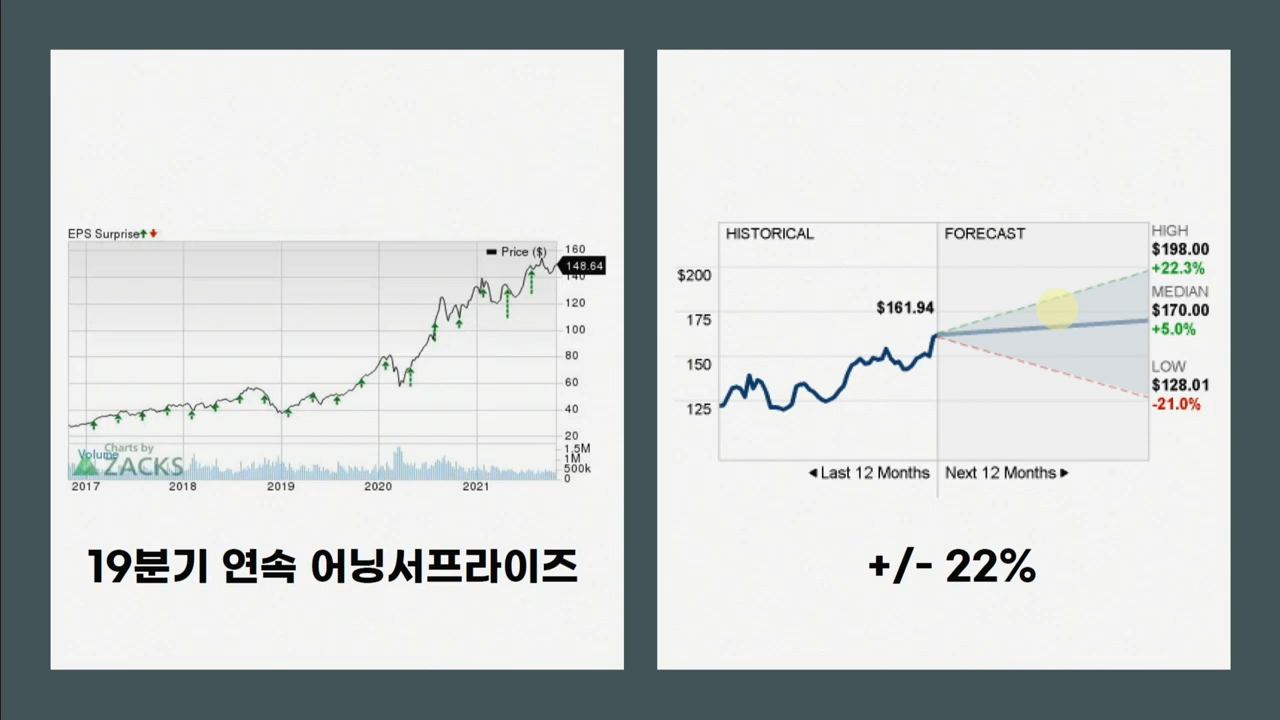 EPS Surprise
Price ($)
160
148.64
140
120
100
80
60
40
20
Charts by
Volume
ZACKS
1.5M
1M
500k
0
2017 2018 2019 2020 2021
19분기 연속 어닝서프라이즈
HISTORICAL FORECAST
HIGH
$198.00
+22.3%
MEDIAN
$170.00
+5.0%
LOW
$128.01
-21.0%
$200
175
150
125
$161.94
Last 12 Months Next 12 Months
+/- 22%